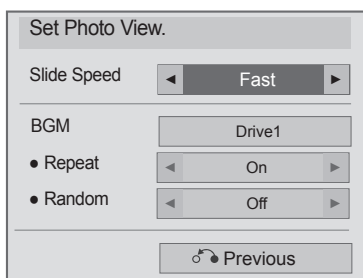 Set Photo View.
Slide Speed ◄ Fast ►
BGM Drive1
● Repeat ◄ On ►
● Random ◄ Off ►
Previous